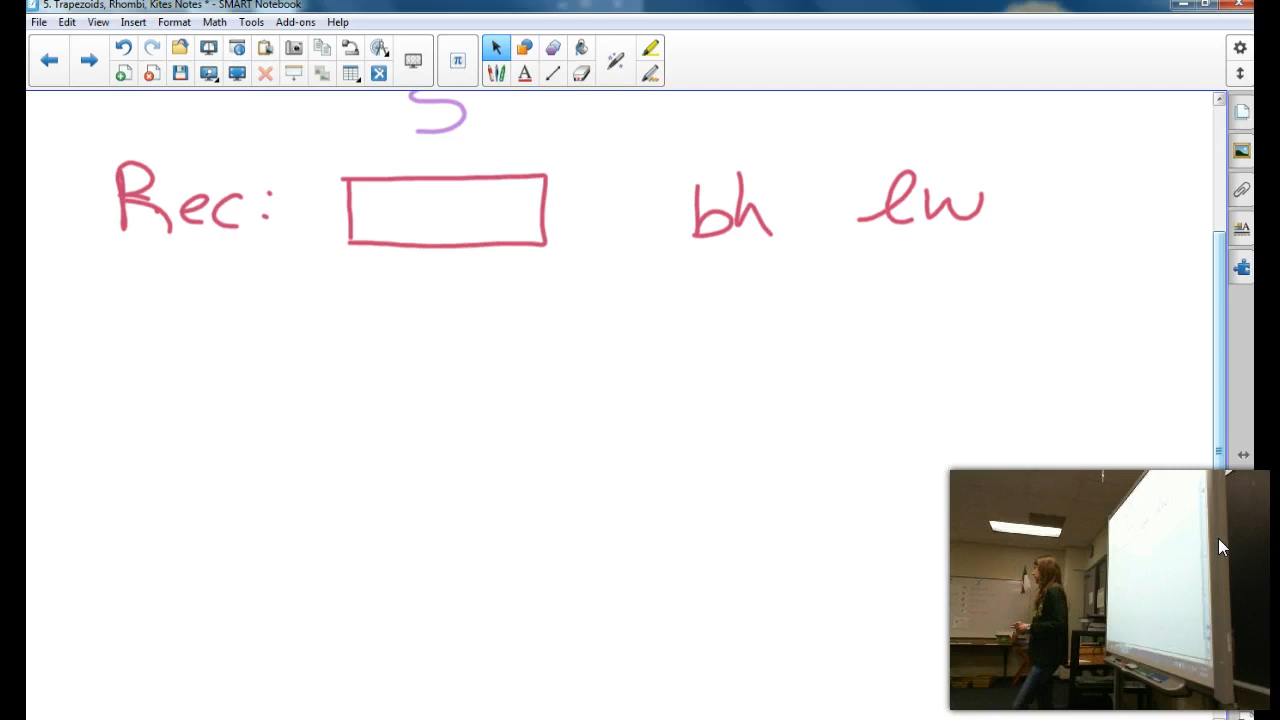 5. Trapezoids, Rhombi, Kites Notes * - SMART Notebook
File Edit View Insert Format Math Tools Add-ons Help
π
A
S
Rec: bh lw